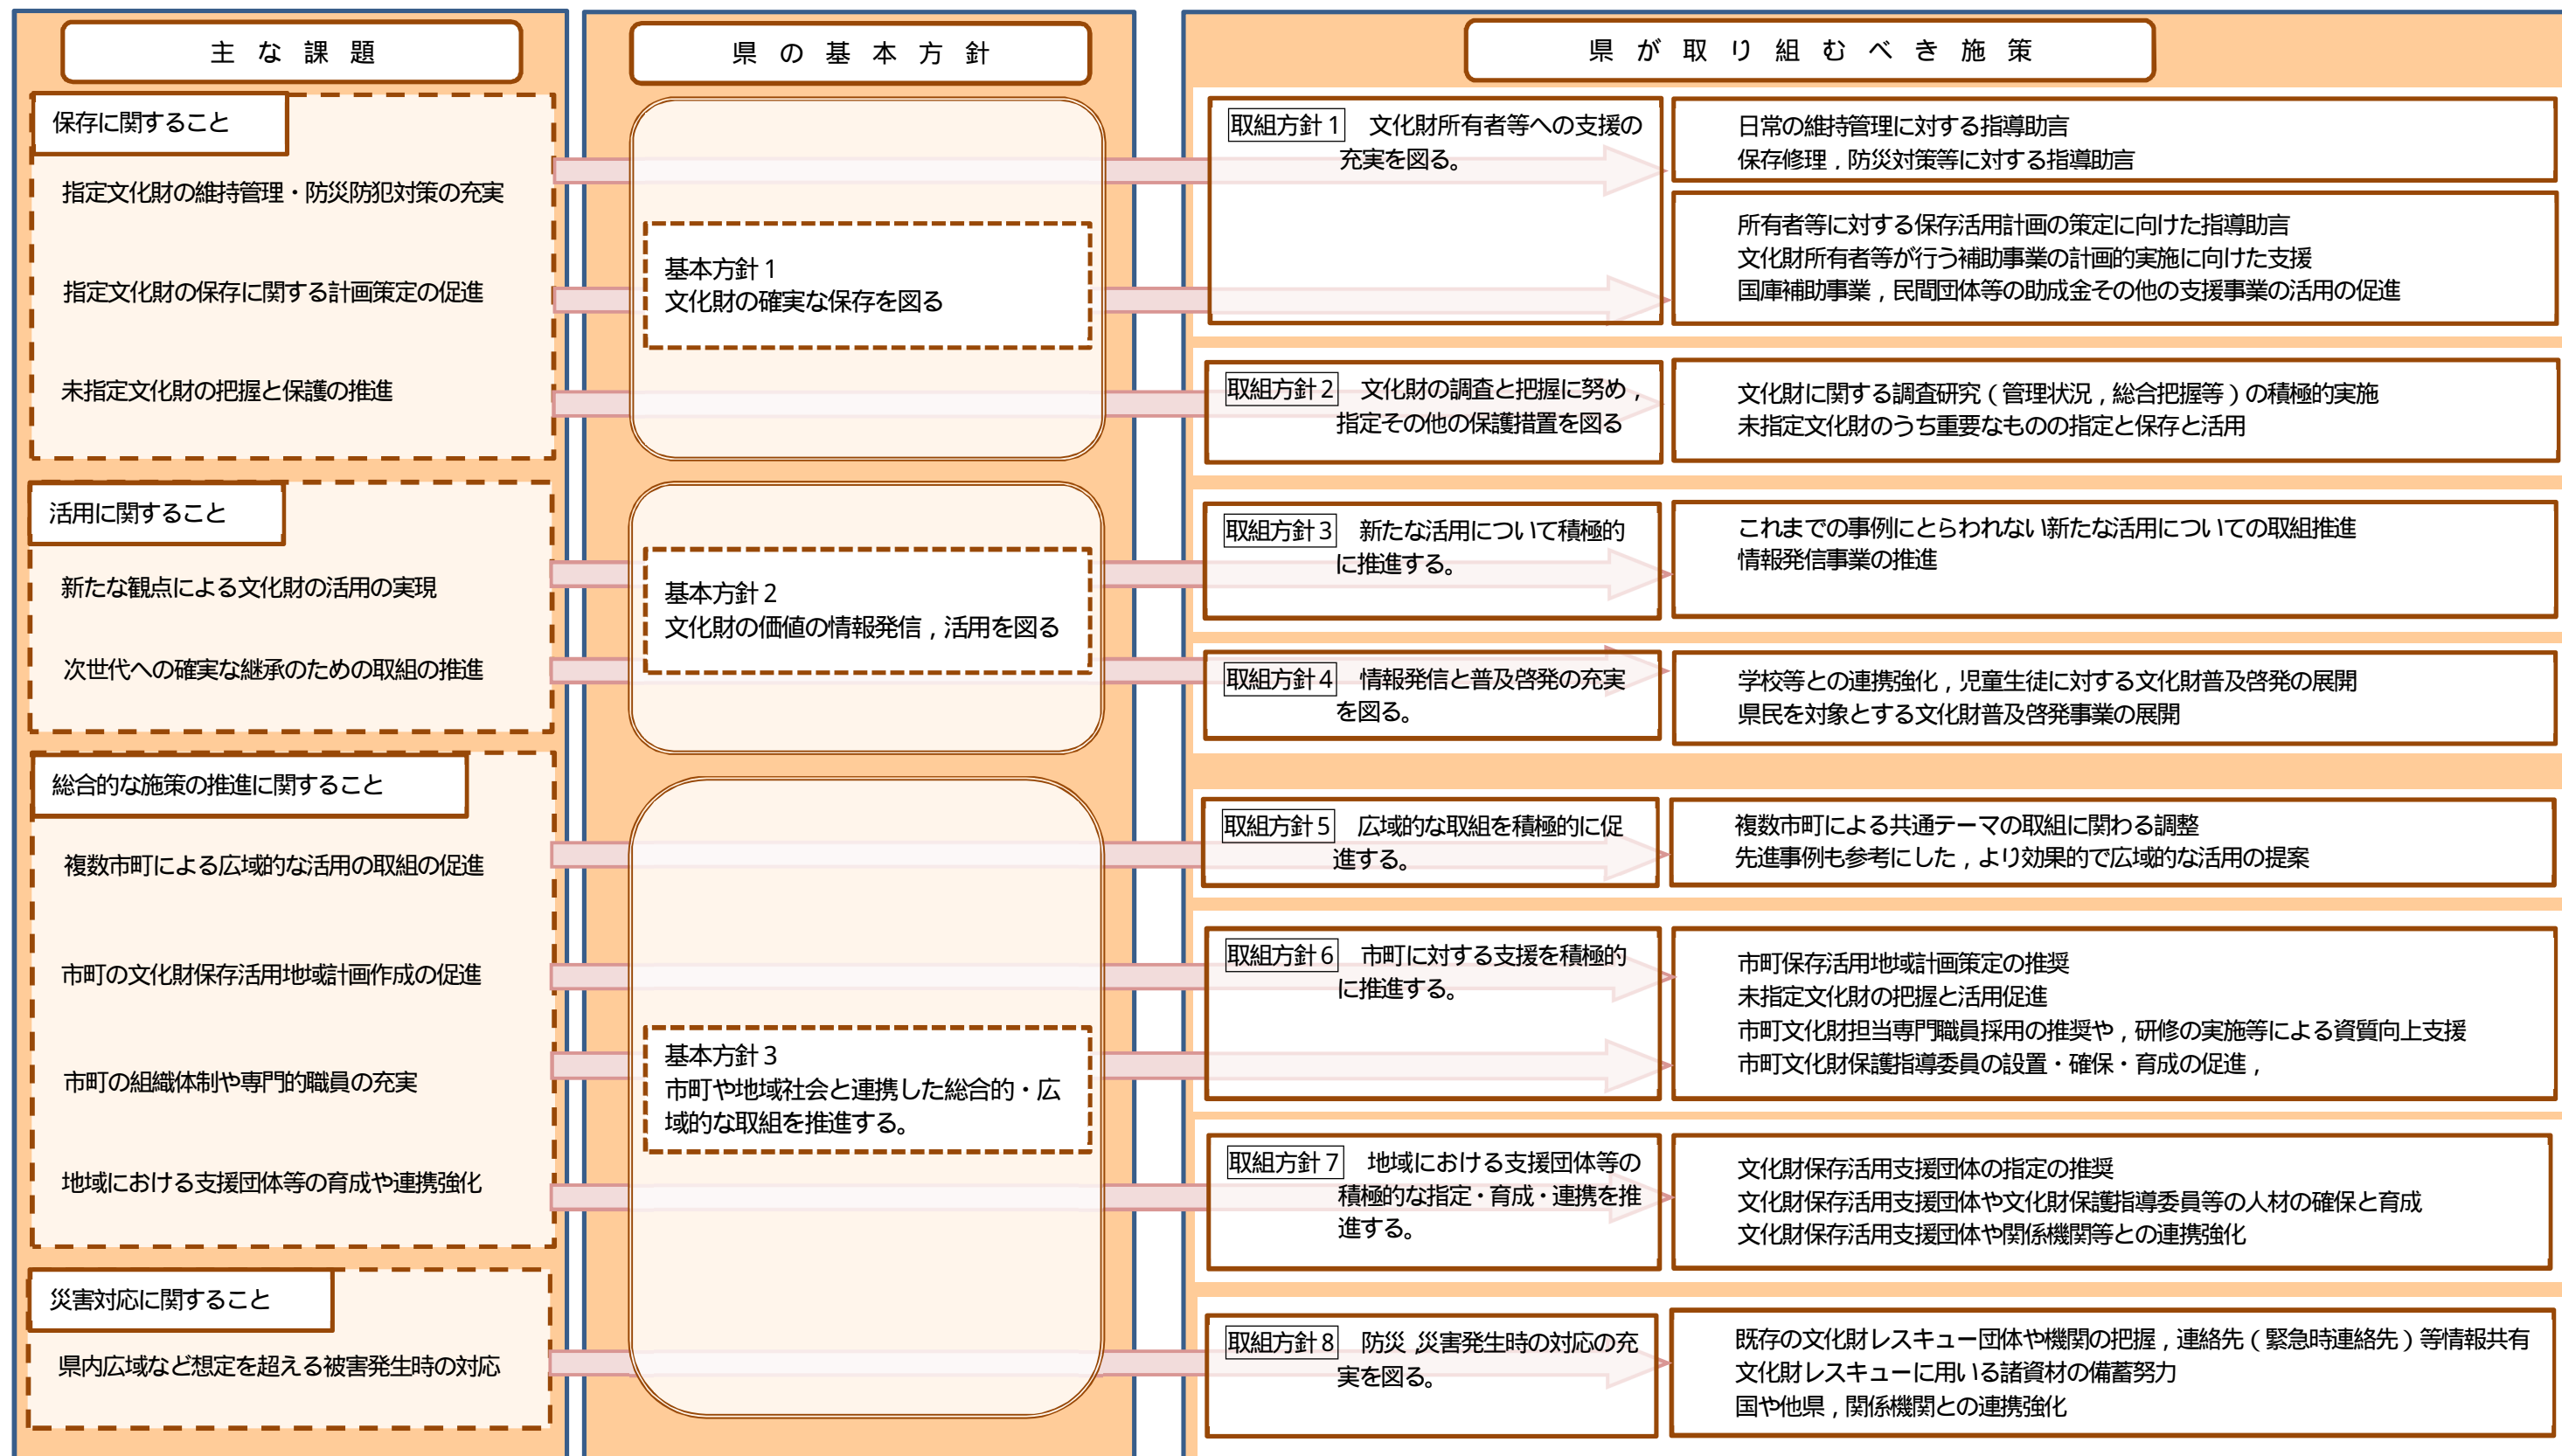 主な課題
県の基本方針
県が取り組むべき施策
保存に関すること
指定文化財の維持管理・防災防犯対策の充実
指定文化財の保存に関する計画策定の促進
未指定文化財の把握と保護の推進
活用に関すること
新たな観点による文化財の活用の実現
次世代への確実な継承のための取組の推進
総合的な施策の推進に関すること
複数市町による広域的な活用の取組の促進
市町の文化財保存活用地域計画作成の促進
市町の組織体制や専門的職員の充実
地域における支援団体等の育成や連携強化
災害対応に関すること
県内広域など想定を超える被害発生時の対応
基本方針1
文化財の確実な保存を図る
基本方針2
文化財の価値の情報発信，活用を図る
基本方針3
市町や地域社会と連携した総合的・広
域的な取組を推進する。
取組方針1　文化財所有者等への支援の
充実を図る。
日常の維持管理に対する指導助言
保存修理，防災対策等に対する指導助言
所有者等に対する保存活用計画の策定に向けた指導助言
文化財所有者等が行う補助事業の計画的実施に向けた支援
国庫補助事業，民間団体等の助成金その他の支援事業の活用の促進
取組方針2　文化財の調査と把握に努め，
指定その他の保護措置を図る
文化財に関する調査研究（管理状況，総合把握等）の積極的実施
未指定文化財のうち重要なものの指定と保存と活用
取組方針3　新たな活用について積極的
に推進する。
これまでの事例にとらわれない新たな活用についての取組推進
情報発信事業の推進
取組方針4　情報発信と普及啓発の充実
を図る。
学校等との連携強化，児童生徒に対する文化財普及啓発の展開
県民を対象とする文化財普及啓発事業の展開
取組方針5　広域的な取組を積極的に促
進する。
複数市町による共通テーマの取組に関わる調整
先進事例も参考にした，より効果的で広域的な活用の提案
取組方針6　市町に対する支援を積極的
に推進する。
市町保存活用地域計画策定の推奨
未指定文化財の把握と活用促進
市町文化財担当専門職員採用の推奨や，研修の実施等による資質向上支援
市町文化財保護指導委員の設置・確保・育成の促進，
取組方針7　地域における支援団体等の
積極的な指定・育成・連携を推
進する。
文化財保存活用支援団体の指定の推奨
文化財保存活用支援団体や文化財保護指導委員等の人材の確保と育成
文化財保存活用支援団体や関係機関等との連携強化
取組方針8　防災，災害発生時の対応の充
実を図る。
既存の文化財レスキュー団体や機関の把握，連絡先（緊急時連絡先）等情報共有
文化財レスキューに用いる諸資材の備蓄努力
国や他県，関係機関との連携強化